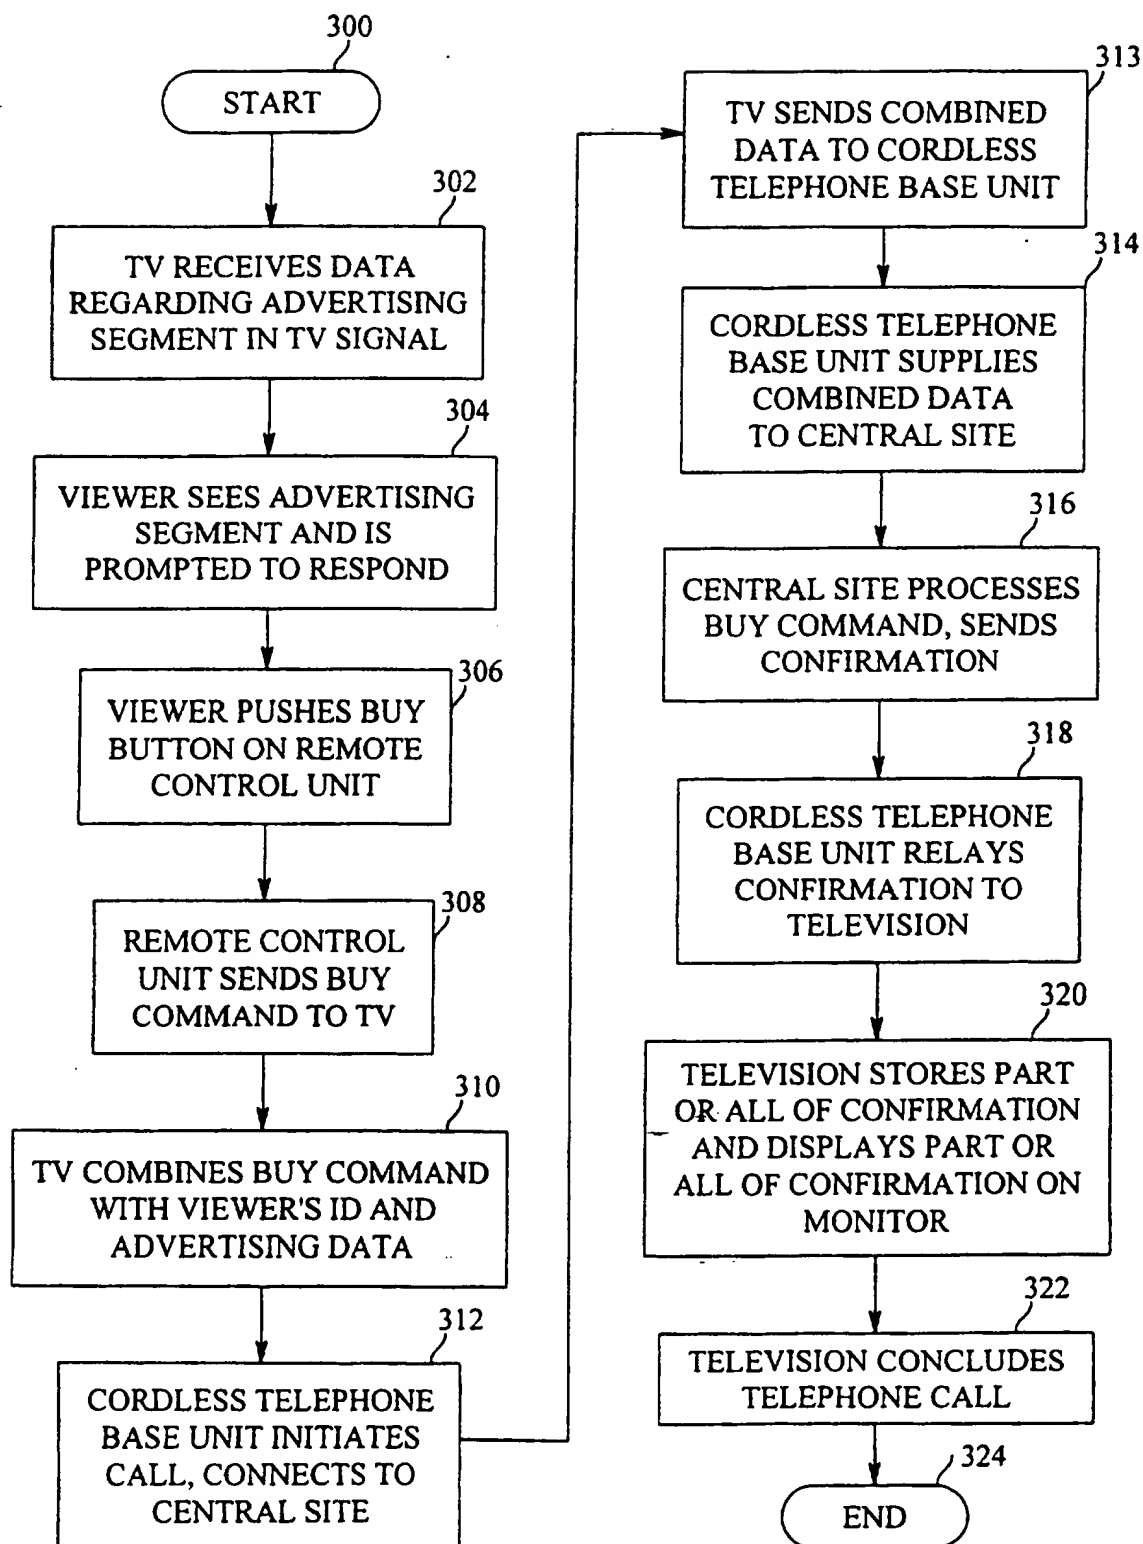 300
START
302
TV RECEIVES DATA
REGARDING ADVERTISING
SEGMENT IN TV SIGNAL
304
VIEWER SEES ADVERTISING
SEGMENT AND IS
PROMPTED TO RESPOND
306
VIEWER PUSHES BUY
BUTTON ON REMOTE
CONTROL UNIT
308
REMOTE CONTROL
UNIT SENDS BUY
COMMAND TO TV
310
TV COMBINES BUY COMMAND
WITH VIEWER'S ID AND
ADVERTISING DATA
312
CORDLESS TELEPHONE
BASE UNIT INITIATES
CALL, CONNECTS TO
CENTRAL SITE
313
TV SENDS COMBINED
DATA TO CORDLESS
TELEPHONE BASE UNIT
314
CORDLESS TELEPHONE
BASE UNIT SUPPLIES
COMBINED DATA
TO CENTRAL SITE
316
CENTRAL SITE PROCESSES
BUY COMMAND, SENDS
CONFIRMATION
318
CORDLESS TELEPHONE
BASE UNIT RELAYS
CONFIRMATION TO
TELEVISION
320
TELEVISION STORES PART
OR ALL OF CONFIRMATION
AND DISPLAYS PART OR
ALL OF CONFIRMATION ON
MONITOR
322
TELEVISION CONCLUDES
TELEPHONE CALL
324
END